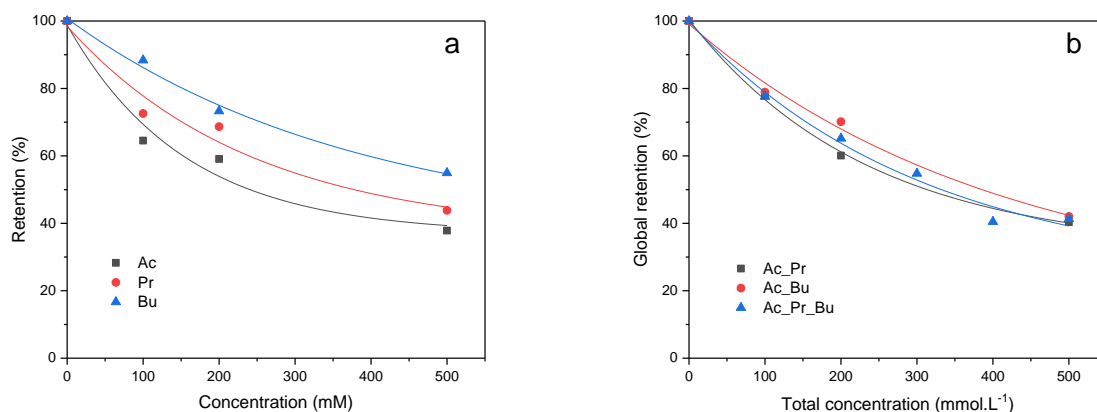 a
100
80
60
40
20
0
Retention (%)
Ac
Pr
Bu
0 100 200 300 400 500
Concentration (mM)
b
100
80
60
40
20
0
Global retention (%)
Ac_Pr
Ac_Bu
Ac_Pr_Bu
0 100 200 300 400 500
Total concentration (mmol.L⁻¹)